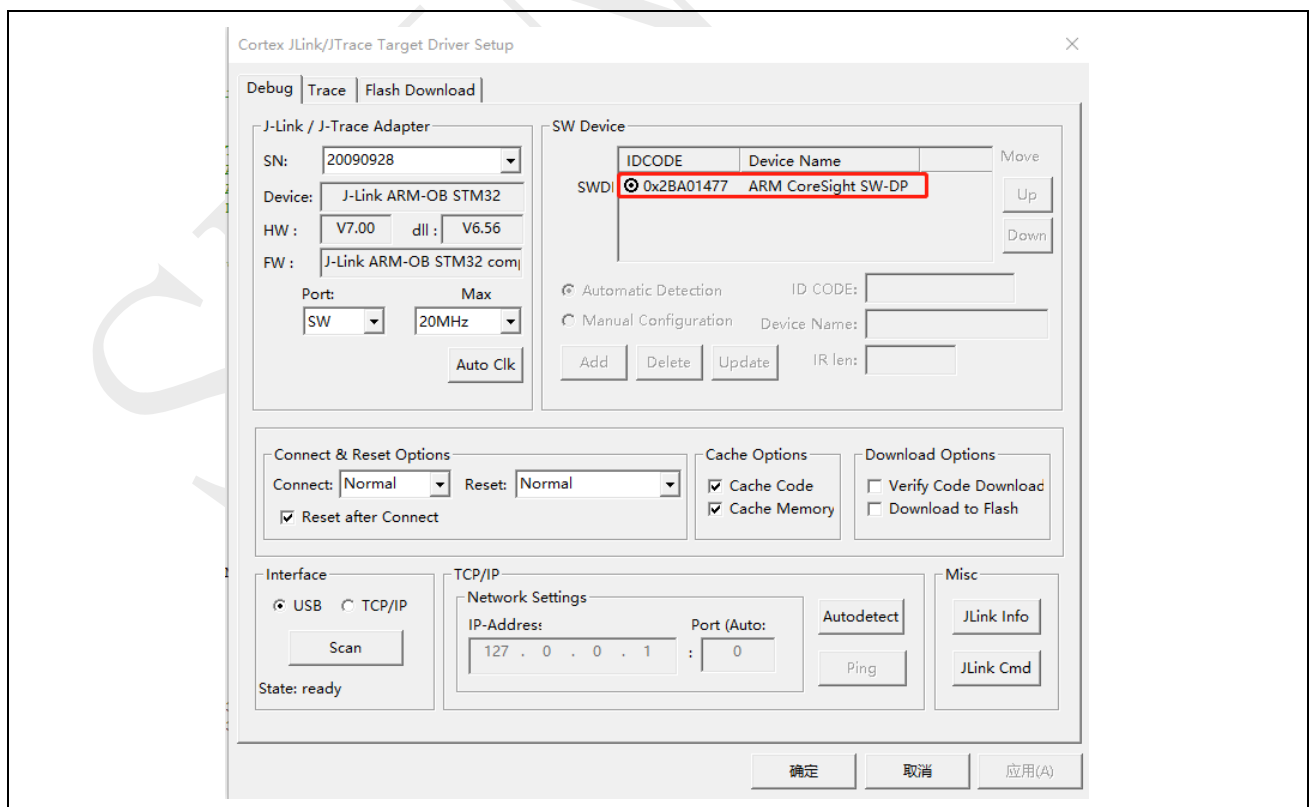 Cortex JLink/JTrace Target Driver Setup
Debug Trace Flash Download
J-Link / J-Trace Adapter
SN: 20090928
Device: J-Link ARM-OB STM32
HW : V7.00 dll : V6.56
FW : J-Link ARM-OB STM32 comp
Port: Max
SW 20MHz
Auto Clk
SW Device
IDCODE Device Name Move
SWDI 0x2BA01477 ARM CoreSight SW-DP
Up
Down
Automatic Detection ID CODE:
Manual Configuration Device Name:
Add Delete Update IR len:
Connect & Reset Options
Connect: Normal Reset: Normal
Reset after Connect
Cache Options
Cache Code
Cache Memory
Download Options
Verify Code Download
Download to Flash
Interface
USB TCP/IP
Scan
State: ready
TCP/IP
Network Settings
IP-Address Port (Auto:
127 . 0 . 0 . 1 : 0
Autodetect
Ping
Misc
JLink Info
JLink Cmd
确定 取消 应用(A)